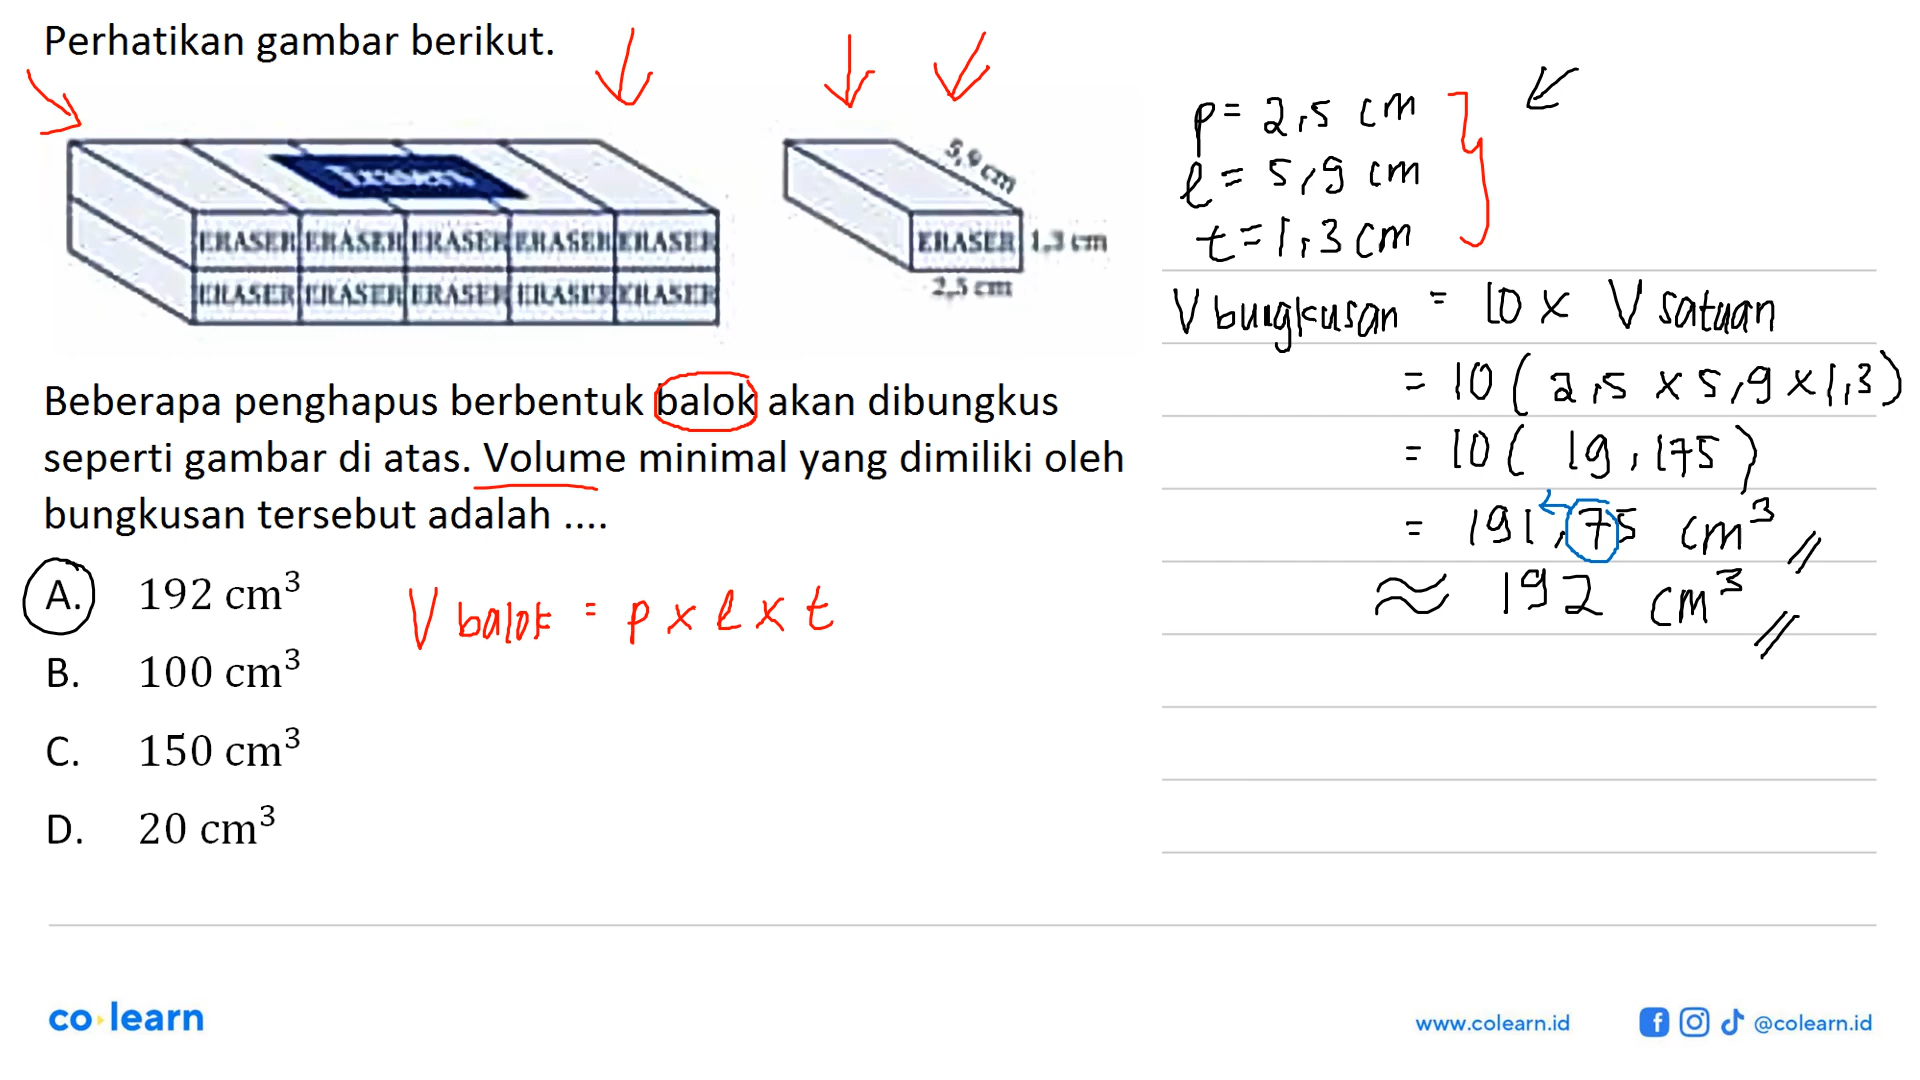 Perhatikan gambar berikut.
ERASER ERASER ERASER ERASER ERASER
ERASER ERASER ERASER ERASER ERASER
5,9 cm
ERASER 1,3 cm
2,5 cm
Beberapa penghapus berbentuk balok akan dibungkus
seperti gambar di atas. Volume minimal yang dimiliki oleh
bungkusan tersebut adalah ....
A. 192 cm³
B. 100 cm³
C. 150 cm³
D. 20 cm³
V balok = p x l x t
p = 2,5 cm
l = 5,9 cm
t = 1,3 cm
V bungkusan = 10 x V satuan
= 10 ( 2,5 x 5,9 x 1,3 )
= 10 ( 19,175 )
= 191,75 cm³
≈ 192 cm³
co learn
www.colearn.id
@colearn.id